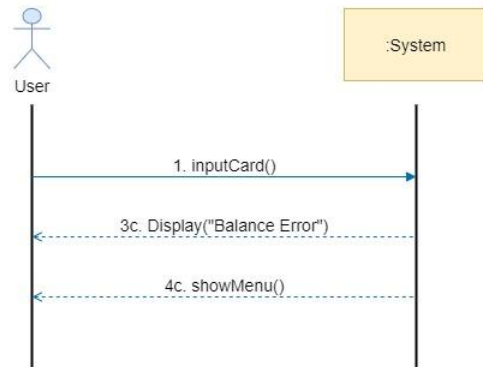 :System
User
1. inputCard()
3c. Display("Balance Error")
4c. showMenu()